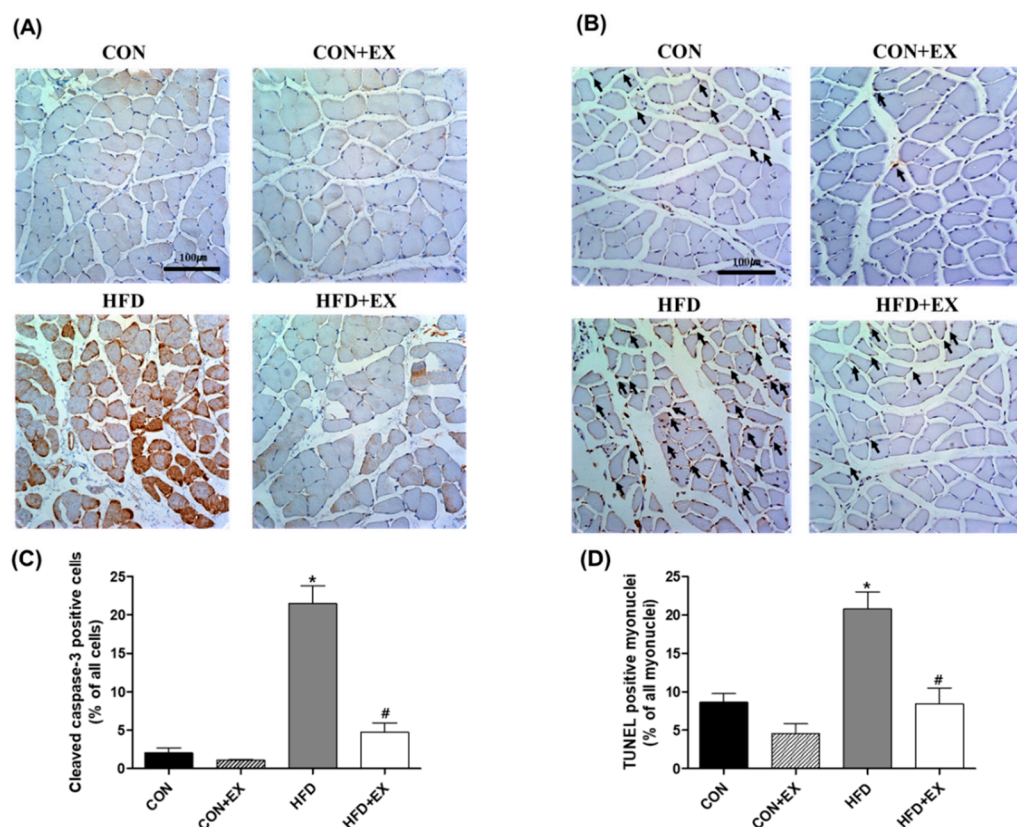 (A)
CON
CON+EX
100μm
HFD
HFD+EX
(B)
CON
CON+EX
100μm
HFD
HFD+EX
(C)
Cleaved caspase-3 positive cells
(% of all cells)
25
20
15
10
5
0
*
#
CON
CON+EX
HFD
HFD+EX
(D)
TUNEL positive myonuclei
(% of all myonuclei)
25
20
15
10
5
0
*
#
CON
CON+EX
HFD
HFD+EX